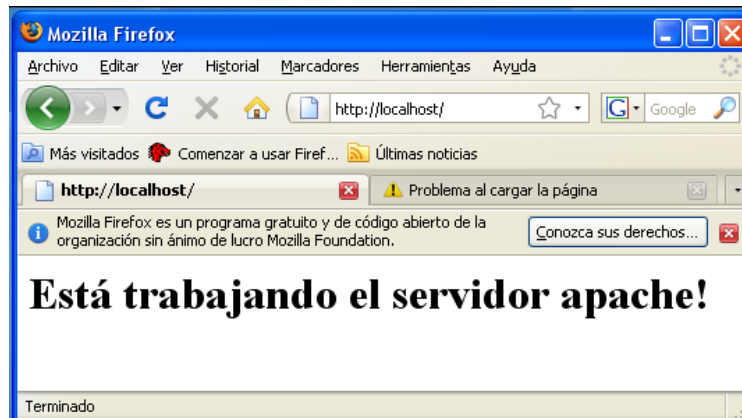 Mozilla Firefox
Archivo Editar Ver Historial Marcadores Herramientas Ayuda
http://localhost/ G Google
Más visitados Comenzar a usar Firef... Últimas noticias
http://localhost/ Problema al cargar la página
Mozilla Firefox es un programa gratuito y de código abierto de la
organización sin ánimo de lucro Mozilla Foundation.
Conozca sus derechos...
Está trabajando el servidor apache!
Terminado